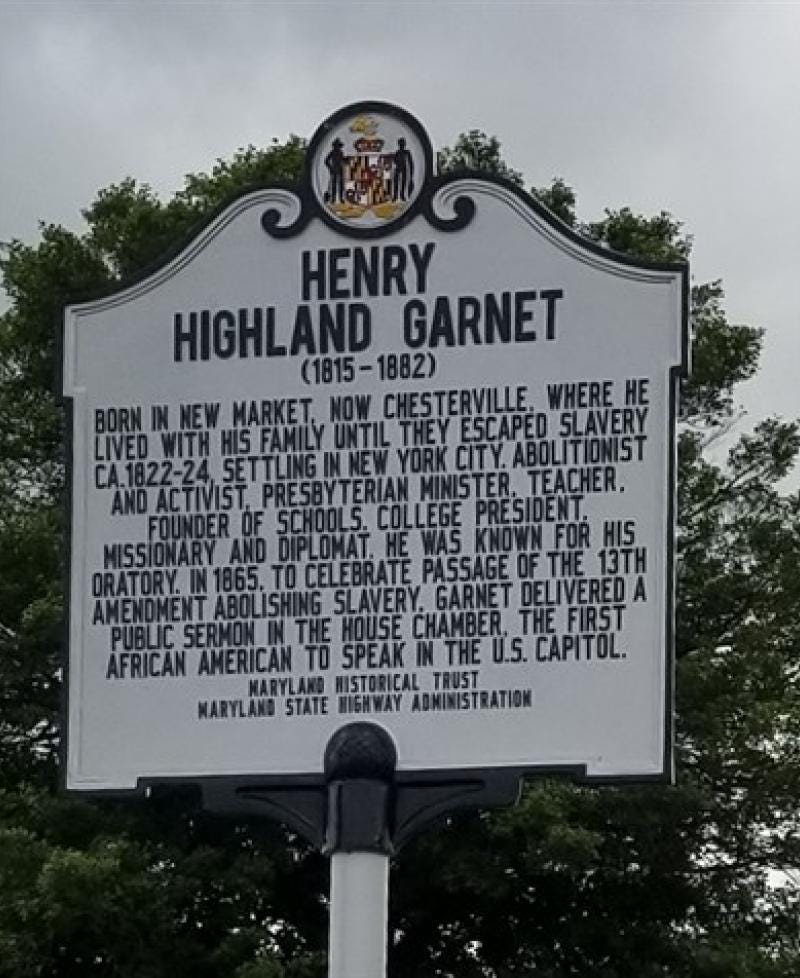 HENRY
HIGHLAND GARNET
(1815-1882)
BORN IN NEW MARKET, NOW CHESTERVILLE, WHERE HE
LIVED WITH HIS FAMILY UNTIL THEY ESCAPED SLAVERY
CA.1822-24, SETTLING IN NEW YORK CITY. ABOLITIONIST
AND ACTIVIST, PRESBYTERIAN MINISTER, TEACHER,
FOUNDER OF SCHOOLS, COLLEGE PRESIDENT,
MISSIONARY AND DIPLOMAT, HE WAS KNOWN FOR HIS
ORATORY. IN 1865, TO CELEBRATE PASSAGE OF THE 13TH
AMENDMENT ABOLISHING SLAVERY, GARNET DELIVERED A
PUBLIC SERMON IN THE HOUSE CHAMBER, THE FIRST
AFRICAN AMERICAN TO SPEAK IN THE U.S. CAPITOL.
MARYLAND HISTORICAL TRUST
MARYLAND STATE HIGHWAY ADMINISTRATION